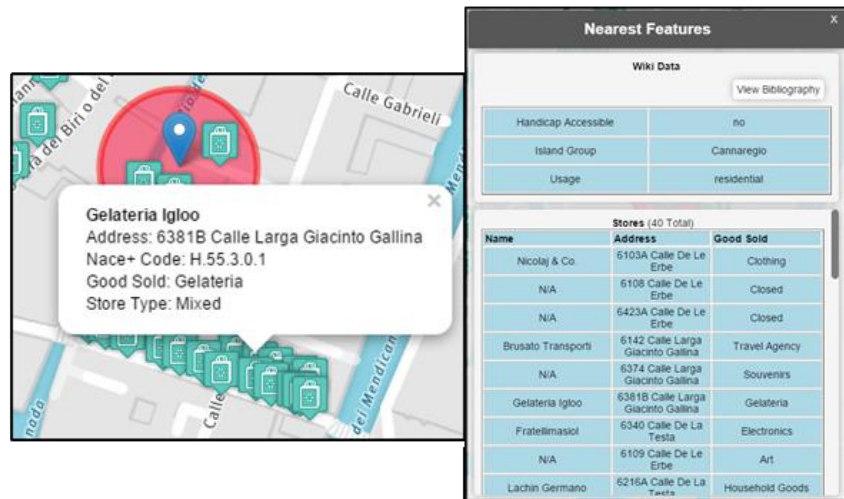 Calle Gabrieli
Gelateria Igloo
Address: 6381B Calle Larga Giacinto Gallina
Nace+ Code: H.55.3.0.1
Good Sold: Gelateria
Store Type: Mixed
Calle
dei Mendican
Nearest Features
X
Wiki Data
View Bibliography
Handicap Accessible no
Island Group Cannaregio
Usage residential
Stores (40 Total)
Name Address Good Sold
Nicolaj & Co. 6103A Calle De Le Erbe Clothing
N/A 6108 Calle De Le Erbe Closed
N/A 6423A Calle De Le Erbe Closed
Brusato Transporti 6142 Calle Larga Giacinto Gallina Travel Agency
N/A 6374 Calle Larga Giacinto Gallina Souvenirs
Gelateria Igloo 6381B Calle Larga Giacinto Gallina Gelateria
Fratellimasiol 6340 Calle De La Testa Electronics
N/A 6109 Calle De Le Erbe Art
Lachin Germano 6216A Calle De La Testa Household Goods